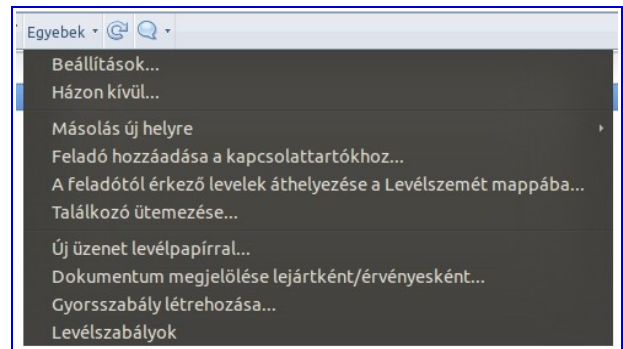 Egyebek
Beállítások...
Házon kívül...
Másolás új helyre
Feladó hozzáadása a kapcsolattartókhoz...
A feladótól érkező levelek áthelyezése a Levélszemét mappába...
Találkozó ütemezése...
Új üzenet levélpapírral...
Dokumentum megjelölése lejártként/érvényesként...
Gyorsszabály létrehozása...
Levélszabályok